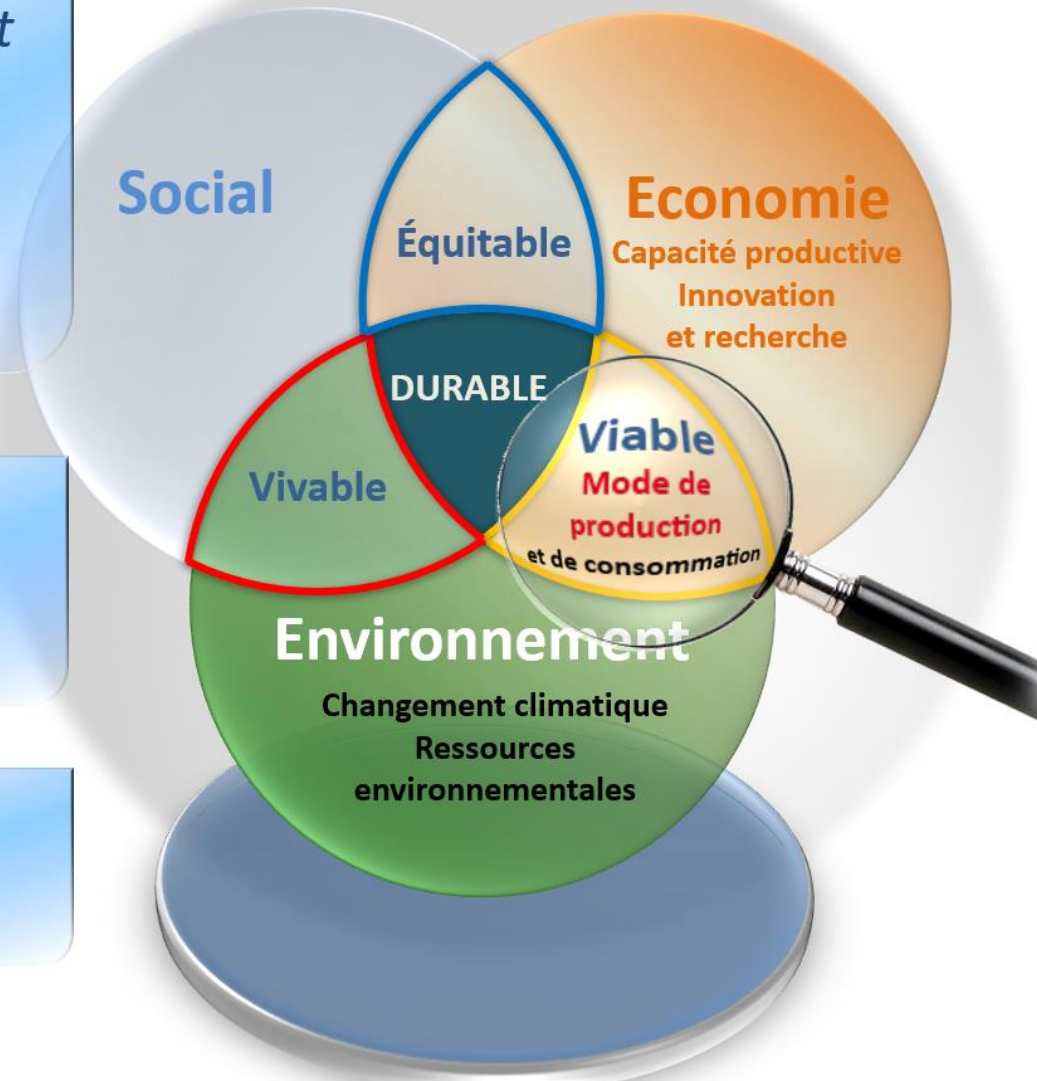 t
Social
Équitable
Economie
Capacité productive
Innovation
et recherche
DURABLE
Viable
Mode de
production
et de consommation
Vivable
Environnement
Changement climatique
Ressources
environnementales